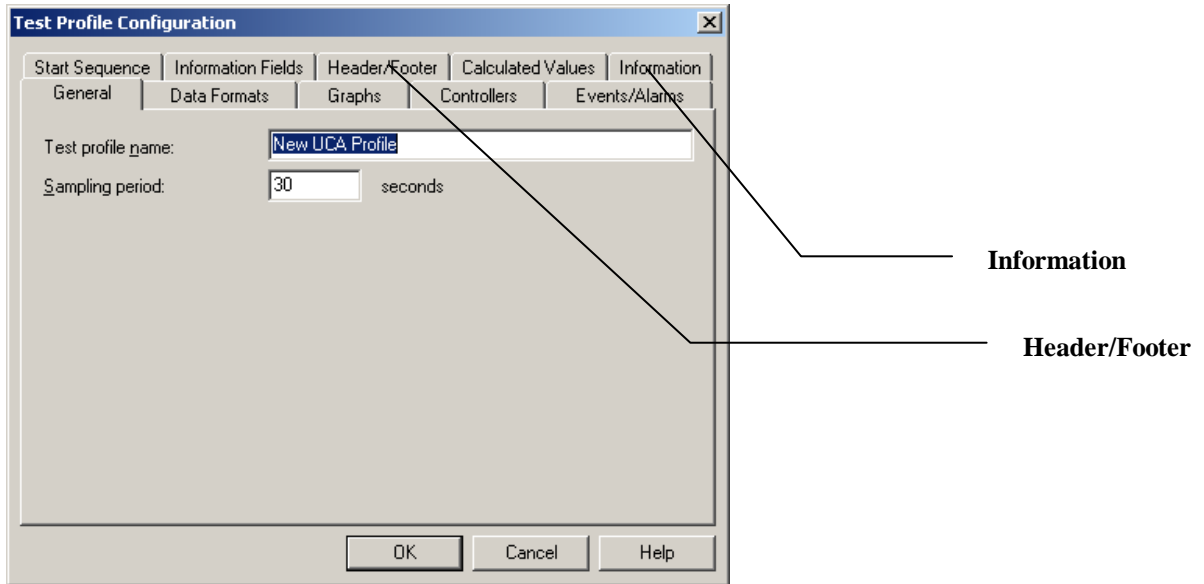 Test Profile Configuration
Start Sequence Information Fields Header/Footer Calculated Values Information
General Data Formats Graphs Controllers Events/Alarms
Test profile name: New UCA Profile
Sampling period: 30 seconds
Information
Header/Footer
OK Cancel Help